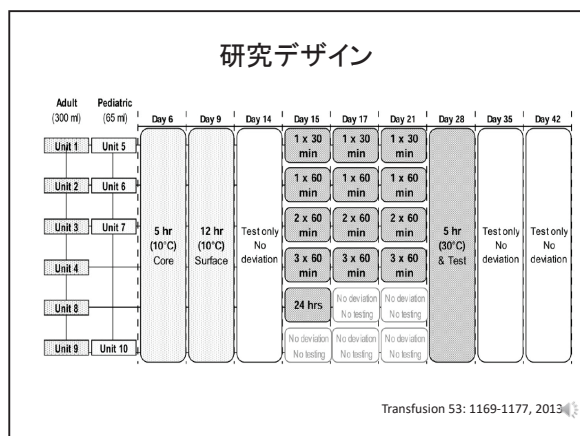 研究デザイン
Adult Pediatric
(300 ml) (65 ml) Day 6 Day 9 Day 14 Day 15 Day 17 Day 21 Day 28 Day 35 Day 42
Unit 1 Unit 5
1 x 30 1 x 30 1 x 30
min min min
Unit 2 Unit 6
1 x 60 1 x 60 1 x 60
min min min
Unit 3 Unit 7
2 x 60 2 x 60 2 x 60
min min min
5 hr 12 hr Test only 5 hr Test only Test only
(10°C) (10°C) No (30°C) No No
Core Surface deviation & Test deviation deviation
Unit 4
3 x 60 3 x 60 3 x 60
min min min
Unit 8
24 hrs
No deviation No deviation
No testing No testing
Unit 9 Unit 10
No deviation No deviation No deviation
No testing No testing No testing
Transfusion 53: 1169-1177, 2013